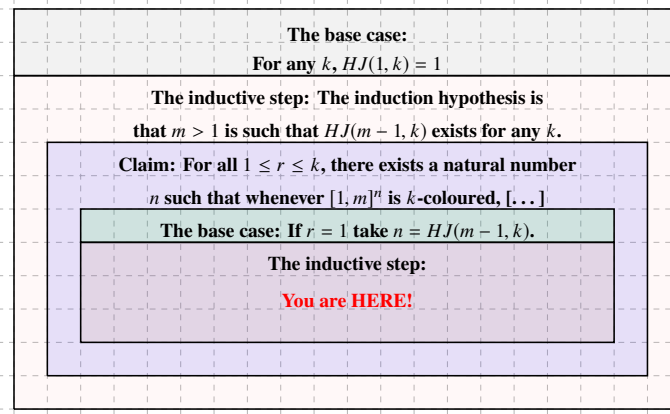 The base case:
For any k, HJ(1, k) = 1
The inductive step: The induction hypothesis is
that m > 1 is such that HJ(m − 1, k) exists for any k.
Claim: For all 1 ≤ r ≤ k, there exists a natural number
n such that whenever [1, m]ⁿ is k-coloured, [. . . ]
The base case: If r = 1 take n = HJ(m − 1, k).
The inductive step:
You are HERE!